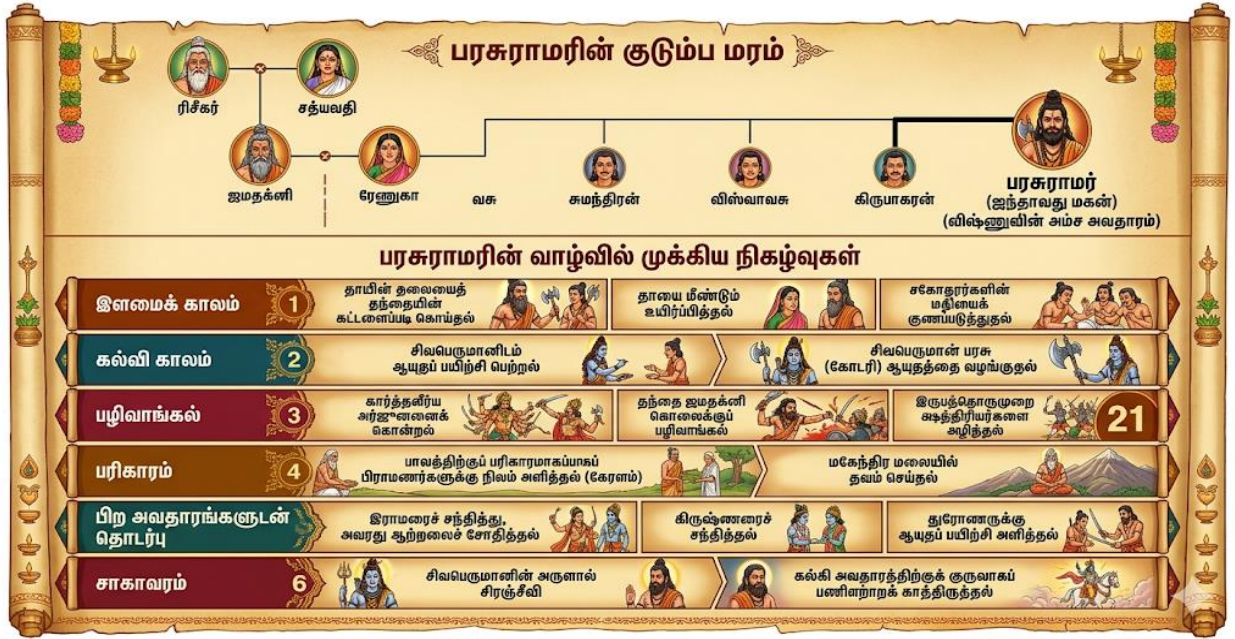 பரசுராமரின் குடும்ப மரம்
ரிசீகர்
சத்யவதி
ஜமதக்னி
ரேணுகா
வசு
சுமந்திரன்
விஸ்வாவசு
கிருபாகரன்
பரசுராமர்
(ஐந்தாவது மகன்)
(விஷ்ணுவின் அம்ச அவதாரம்)
பரசுராமரின் வாழ்வில் முக்கிய நிகழ்வுகள்
இளமைக் காலம்
1
தாயின் தலையைத்
தந்தையின்
கட்டளைப்படி கொய்தல்
தாயை மீண்டும்
உயிர்ப்பித்தல்
சகோதரர்களின்
மதியைக்
குணப்படுத்துதல்
கல்வி காலம்
2
சிவபெருமானிடம்
ஆயுதப் பயிற்சி பெற்றல்
சிவபெருமான் பரசு
(கோடரி) ஆயுதத்தை வழங்குதல்
பழிவாங்கல்
3
கார்த்தவீர்ய
அர்ஜுனனைக்
கொன்றல்
தந்தை ஜமதக்னி
கொலைக்குப்
பழிவாங்கல்
இருபத்தொருமுறை
க்ஷத்திரியர்களை
அழித்தல்
21
பரிகாரம்
4
பாவத்திற்குப் பரிகாரமாகப்பாகப்
பிராமணர்களுக்கு நிலம் அளித்தல் (கேரளம்)
மகேந்திர மலையில்
தவம் செய்தல்
பிற அவதாரங்களுடன்
தொடர்பு
இராமரைச் சந்தித்து,
அவரது ஆற்றலைச் சோதித்தல்
கிருஷ்ணரைச்
சந்தித்தல்
துரோணருக்கு
ஆயுதப் பயிற்சி அளித்தல்
சாகாவரம்
6
சிவபெருமானின் அருளால்
சிரஞ்சீவி
கல்கி அவதாரத்திற்குக் குருவாகப்
காத்திருத்தல்